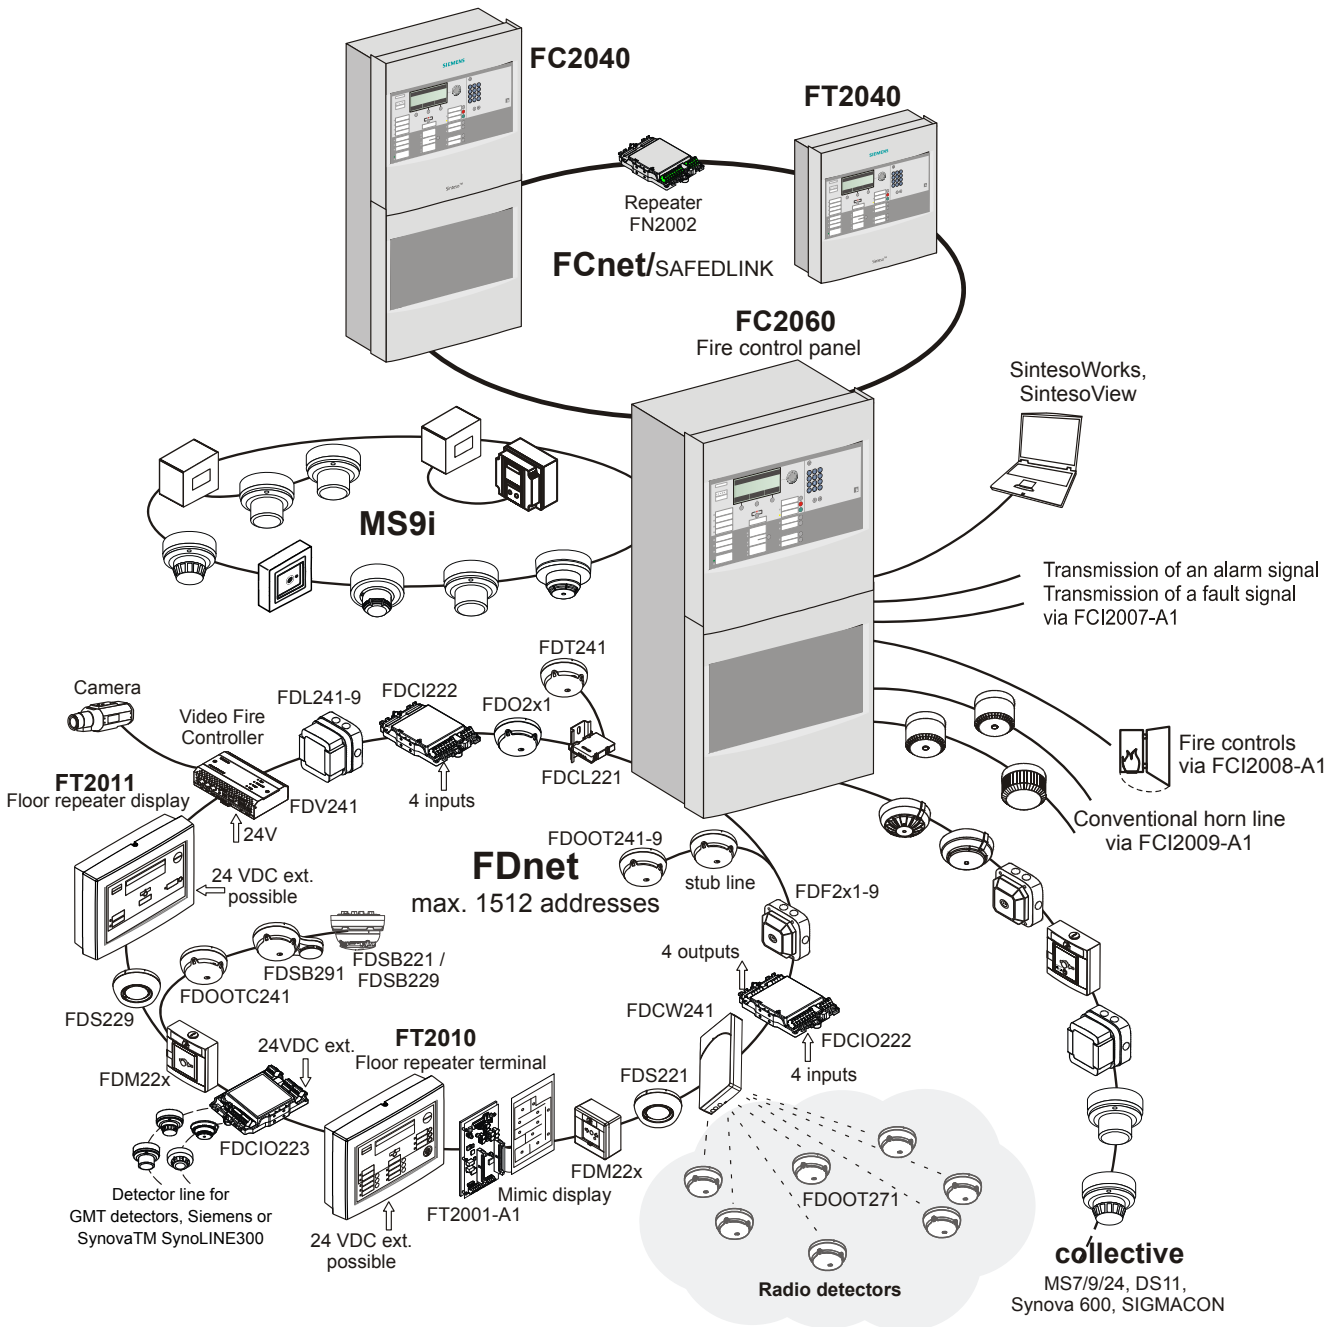 FC2040
SIEMENS
Sinteso™
FT2040
SIEMENS
Sinteso™
Repeater
FN2002
FCnet/SAFEDLINK
FC2060
Fire control panel
SintesoWorks,
SintesoView
MS9i
Transmission of an alarm signal
Transmission of a fault signal
via FCI2007-A1
FDT241
Camera
FDL241-9
FDCI222
FDO2x1
Video Fire
Controller
FDCL221
Fire controls
via FCI2008-A1
FT2011
Floor repeater display
FDV241
4 inputs
24V
Conventional horn line
via FCI2009-A1
FDOOT241-9
stub line
FDnet
max. 1512 addresses
24 VDC ext.
possible
FDF2x1-9
FDSB291
FDSB221 /
FDSB229
FDOOTC241
4 outputs
FDS229
FDCW241
FDCIO222
24VDC ext.
FT2010
Floor repeater terminal
FDM22x
FDS221
4 inputs
FDCIO223
FDM22x
Mimic display
FT2001-A1
FDOOT271
Detector line for
GMT detectors, Siemens or
SynovaTM SynoLINE300
24 VDC ext.
possible
Radio detectors
collective
MS7/9/24, DS11,
Synova 600, SIGMACON